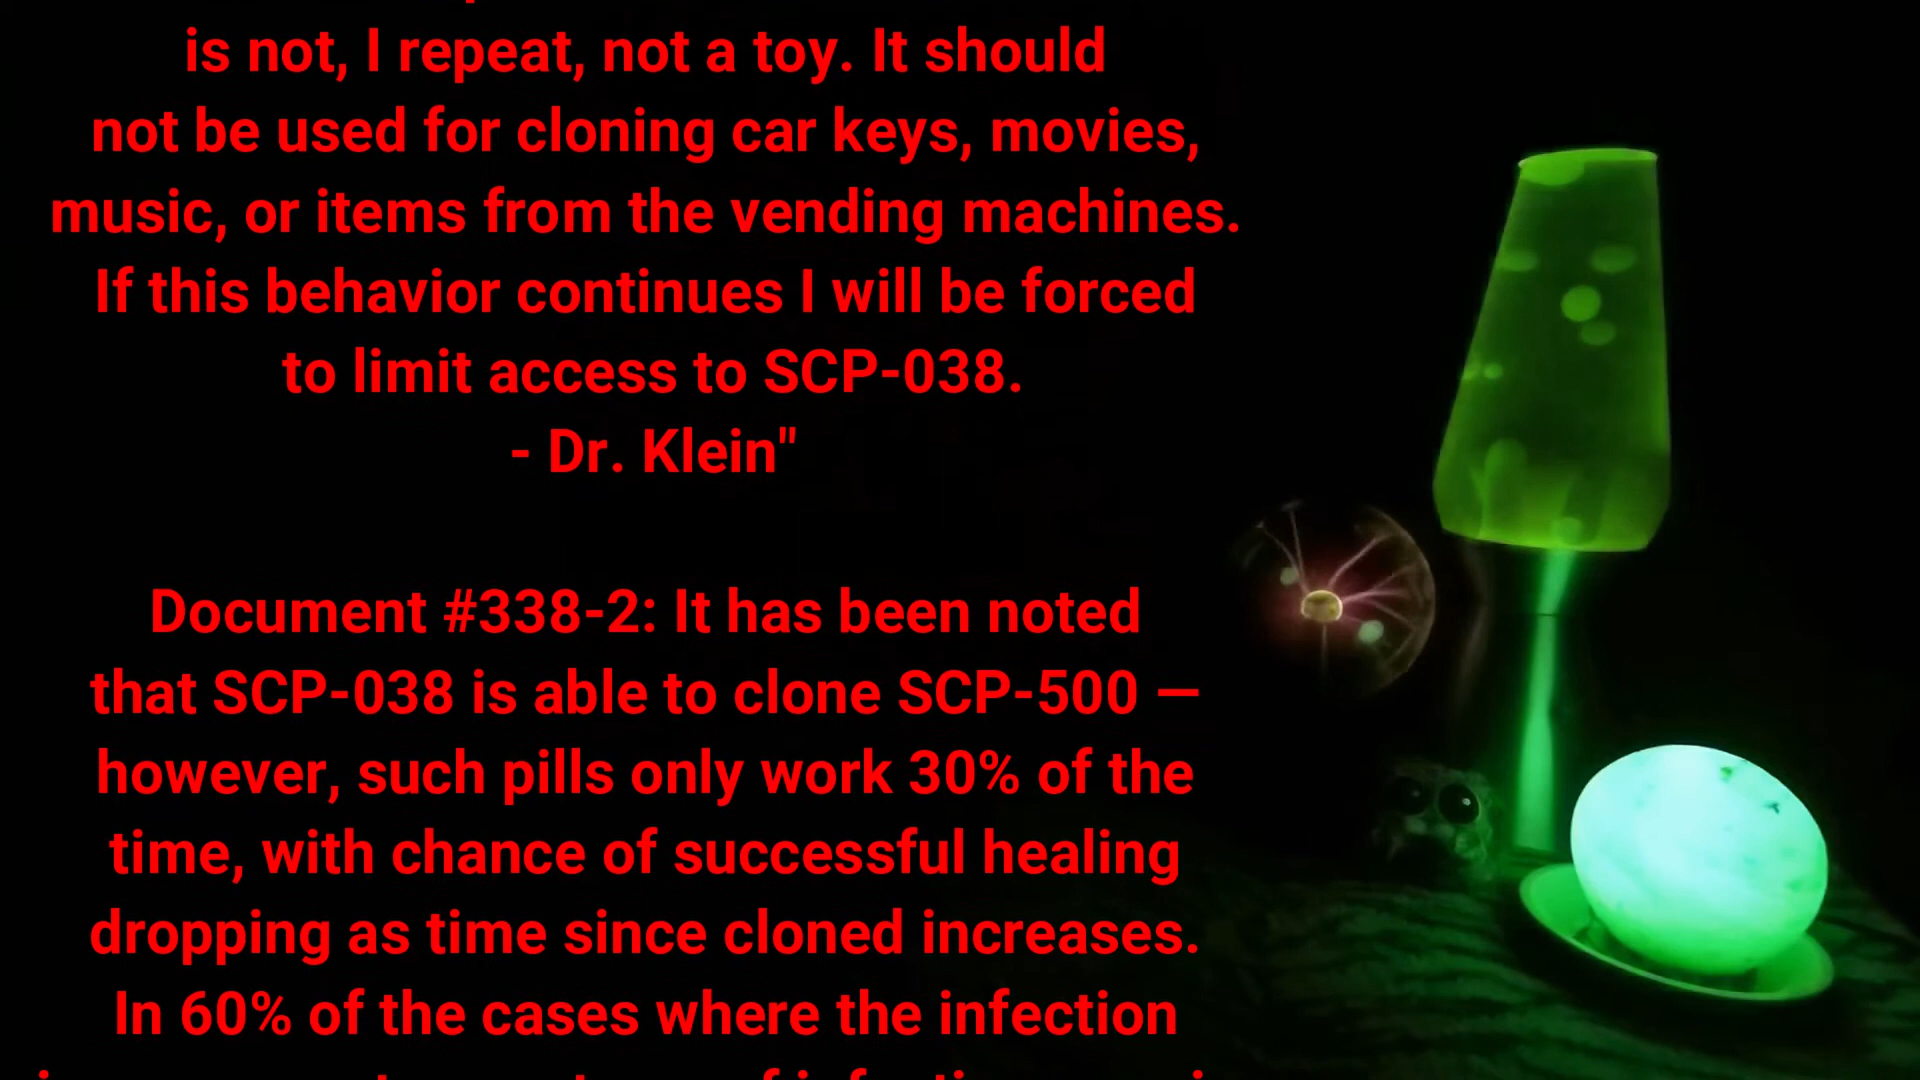 is not, I repeat, not a toy. It should
not be used for cloning car keys, movies,
music, or items from the vending machines.
If this behavior continues I will be forced
to limit access to SCP-038.
- Dr. Klein"
Document #338-2: It has been noted
that SCP-038 is able to clone SCP-500 —
however, such pills only work 30% of the
time, with chance of successful healing
dropping as time since cloned increases.
In 60% of the cases where the infection